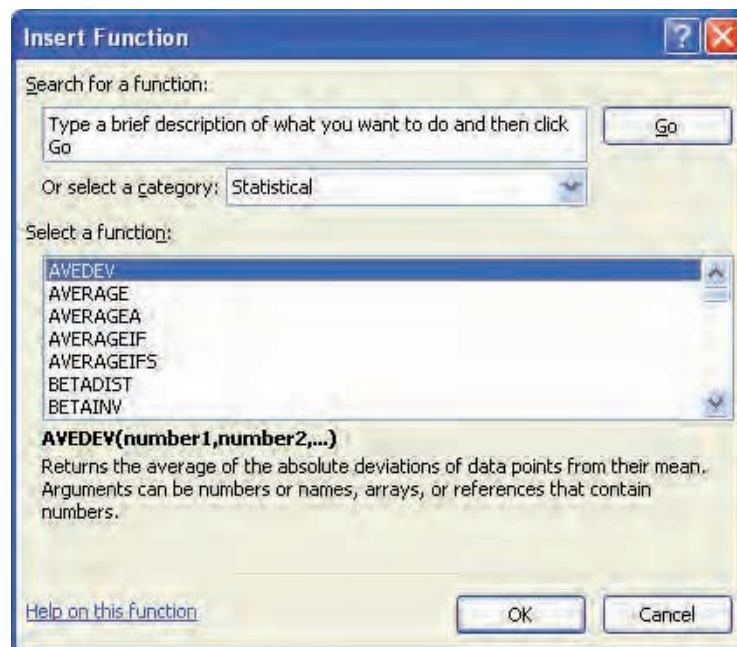 Insert Function
Search for a function:
Type a brief description of what you want to do and then click
Go
Go
Or select a category: Statistical
Select a function:
AVEDEV
AVERAGE
AVERAGEA
AVERAGEIF
AVERAGEIFS
BETADIST
BETAINV
AVEDEV(number1,number2,...)
Returns the average of the absolute deviations of data points from their mean.
Arguments can be numbers or names, arrays, or references that contain
numbers.
Help on this function
OK
Cancel